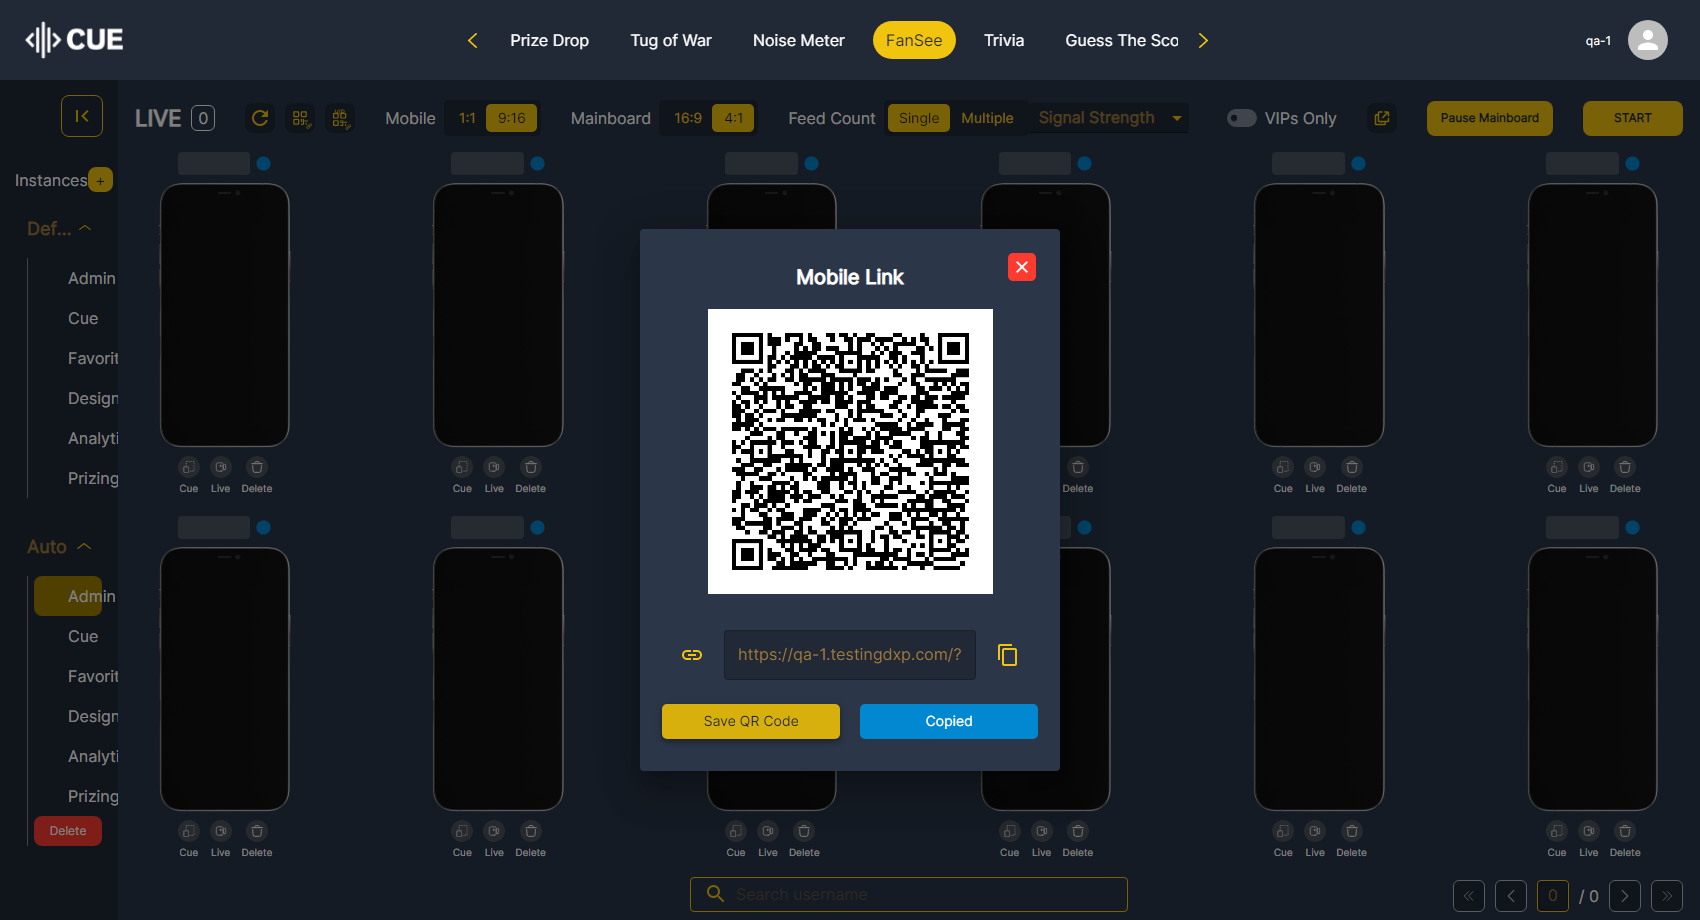 CUE
Prize Drop
Tug of War
Noise Meter
FanSee
Trivia
Guess The Sco
qa-1
LIVE 0
Mobile 1:1 9:16
Mainboard 16:9 4:1
Feed Count Single Multiple
Signal Strength
VIPs Only
Pause Mainboard
START
Instances +
Def...
Admin
Cue
Favorit
Design
Analyti
Prizing
Auto
Admin
Cue
Favorit
Design
Analyti
Prizing
Delete
Mobile Link
https://qa-1.testingdxp.com/?
Save QR Code
Copied
Cue Live Delete
Cue Live Delete
Delete
Cue Live Delete
Cue Live Delete
Cue Live Delete
Cue Live Delete
Cue Live Delete
Cue Live Delete
Cue Live Delete
Cue Live Delete
Search username
0 / 0